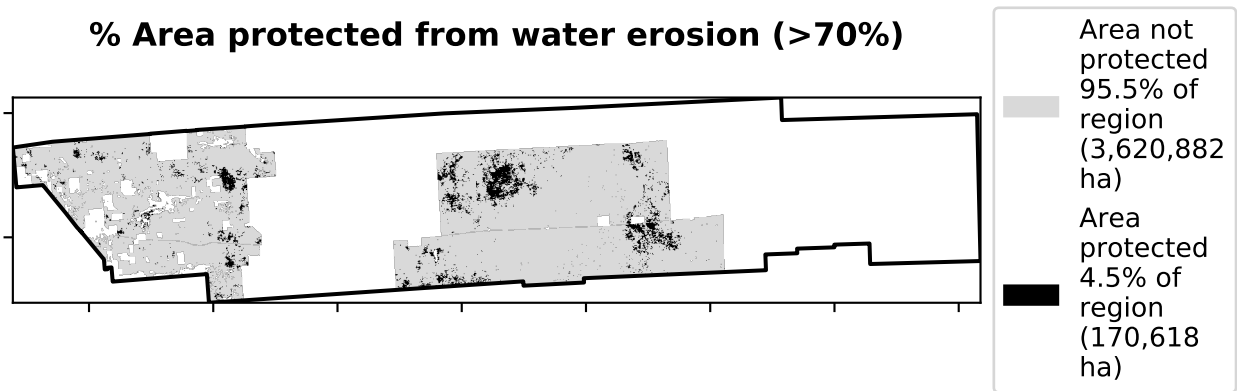 % Area protected from water erosion (>70%)
Area not
protected
95.5% of
region
(3,620,882
ha)
Area
protected
4.5% of
region
(170,618
ha)